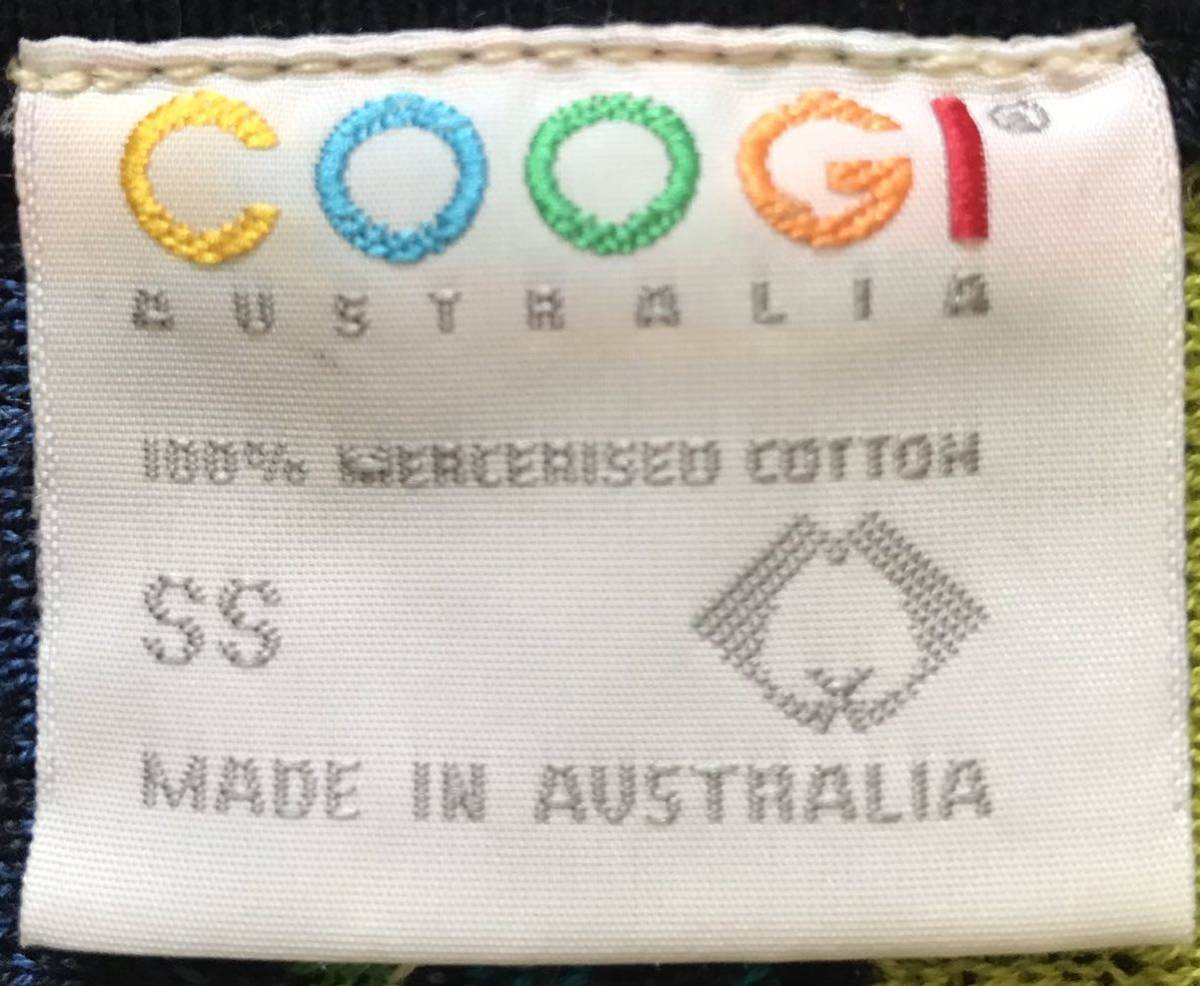 COOGI®
AUSTRALIA
100% MERCERISED COTTON
SS
MADE IN AUSTRALIA